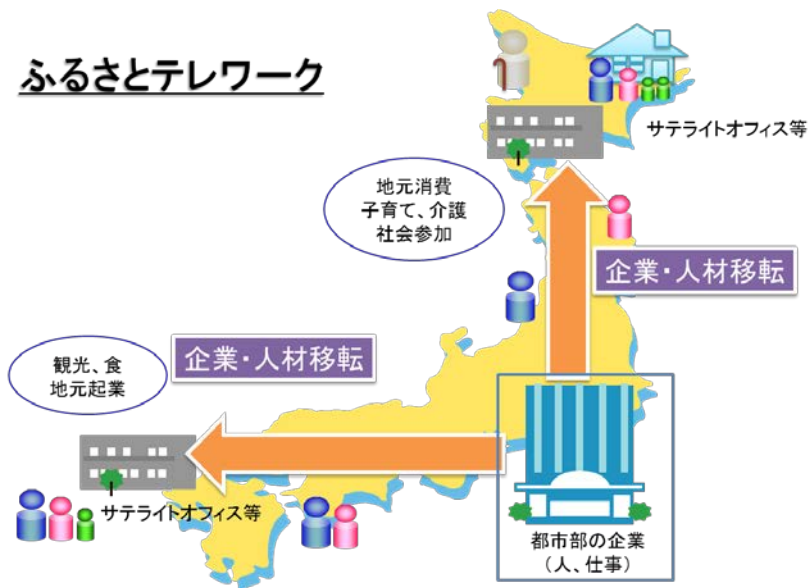 ふるさとテレワーク
サテライトオフィス等
地元消費
子育て、介護
社会参加
企業・人材移転
企業・人材移転
観光、食
地元起業
サテライトオフィス等
都市部の企業
（人、仕事）